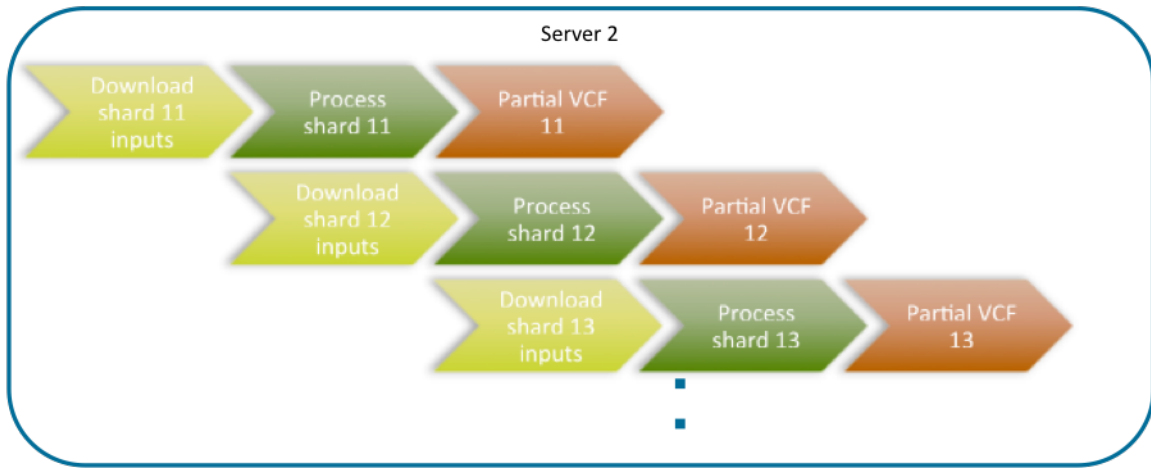 Server 2
Download
shard 11
inputs
Process
shard 11
Partial VCF
11
Download
shard 12
inputs
Process
shard 12
Partial VCF
12
Download
shard 13
inputs
Process
shard 13
Partial VCF
13